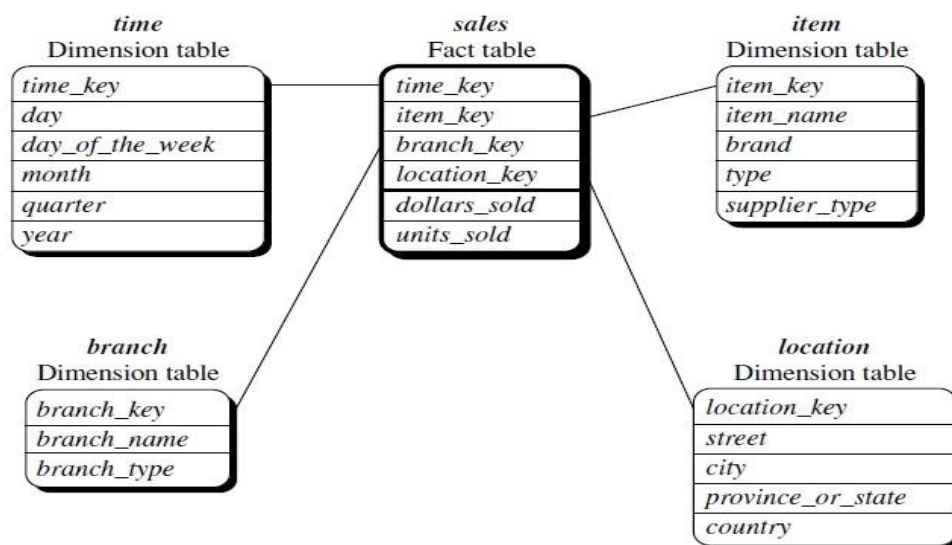 time
Dimension table
time_key
day
day_of_the_week
month
quarter
year
sales
Fact table
time_key
item_key
branch_key
location_key
dollars_sold
units_sold
item
Dimension table
item_key
item_name
brand
type
supplier_type
branch
Dimension table
branch_key
branch_name
branch_type
location
Dimension table
location_key
street
city
province_or_state
country